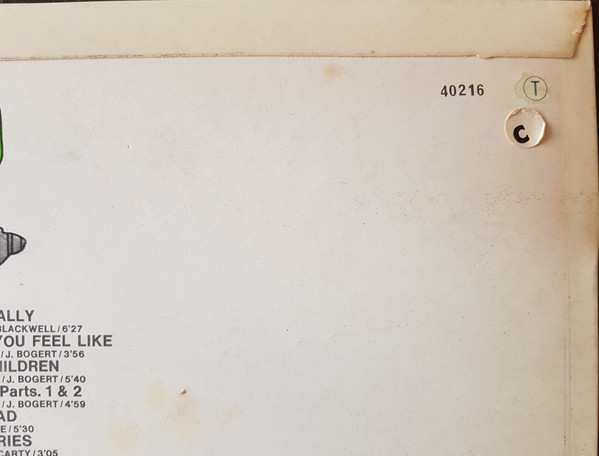 40216 T
C
ALLY
BLACKWELL/6'27
YOU FEEL LIKE
/J. BOGERT/3'56
HILDREN
/J. BOGERT/5'40
Parts. 1 & 2
/J. BOGERT/4'59
AD
E/5'30
RIES
CARTY/3'05